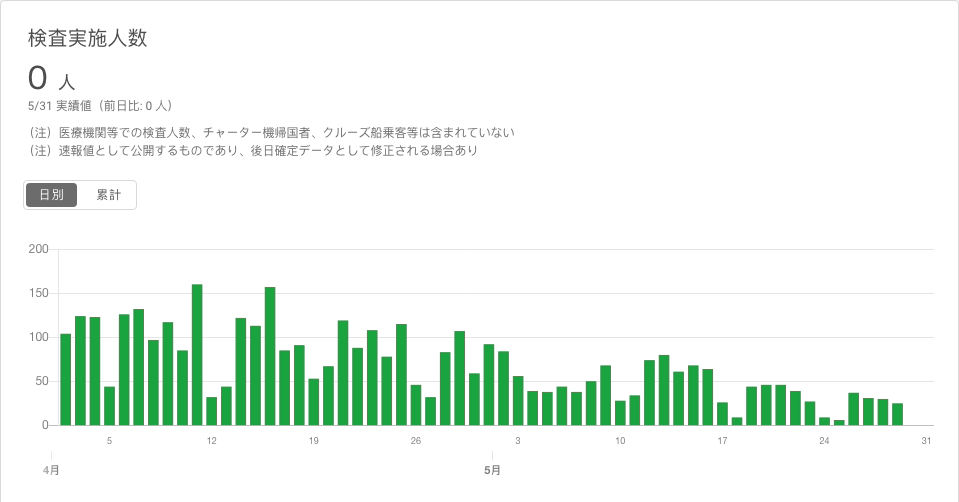 検査実施人数
0 人
5/31 実績値（前日比: 0 人）
（注）医療機関等での検査人数、チャーター機帰国者、クルーズ船乗客等は含まれていない
（注）速報値として公開するものであり、後日確定データとして修正される場合あり
日別 累計
200
150
100
50
0
5 12 19 26 3 10 17 24 31
4月 5月